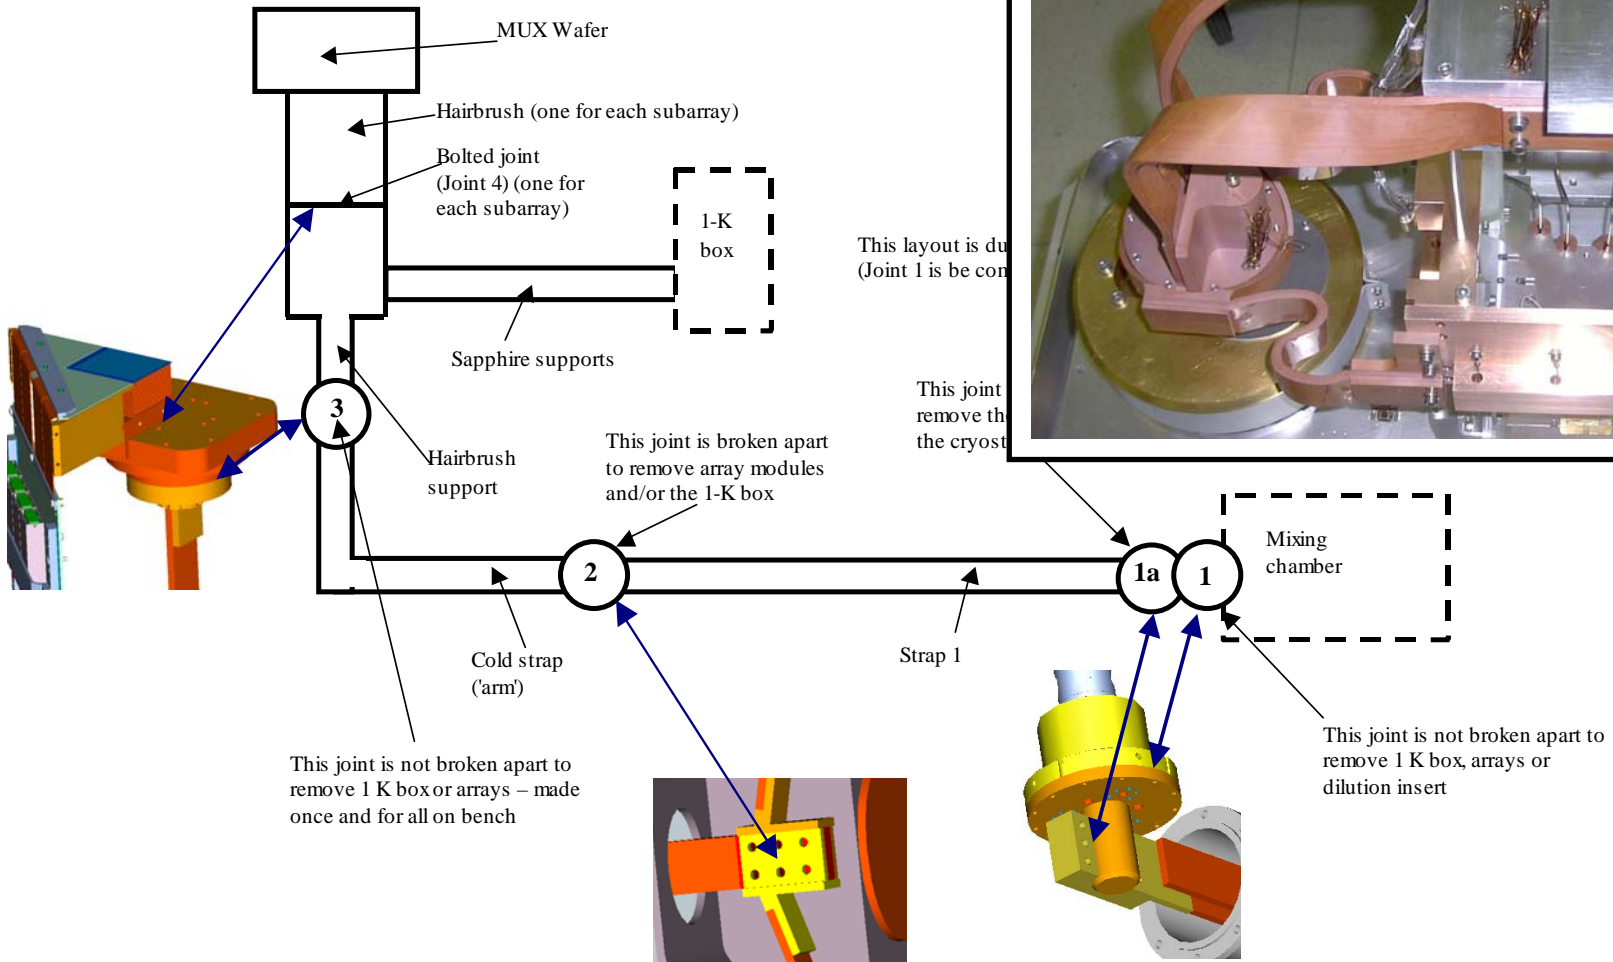 MUX Wafer
Hairbrush (one for each subarray)
Bolted joint
(Joint 4) (one for
each subarray)
1-K
box
This layout is
(Joint 1 is be
Sapphire supports
This joint
remove
the
3
Hairbrush
support
This joint is broken apart
to remove array modules
and/or the 1-K box
2
1a
1
Mixing
chamber
Cold strap
('arm')
Strap 1
This joint is not broken apart to
remove 1 K box or arrays – made
once and for all on bench
This joint is not broken apart to
remove 1 K box, arrays or
dilution insert